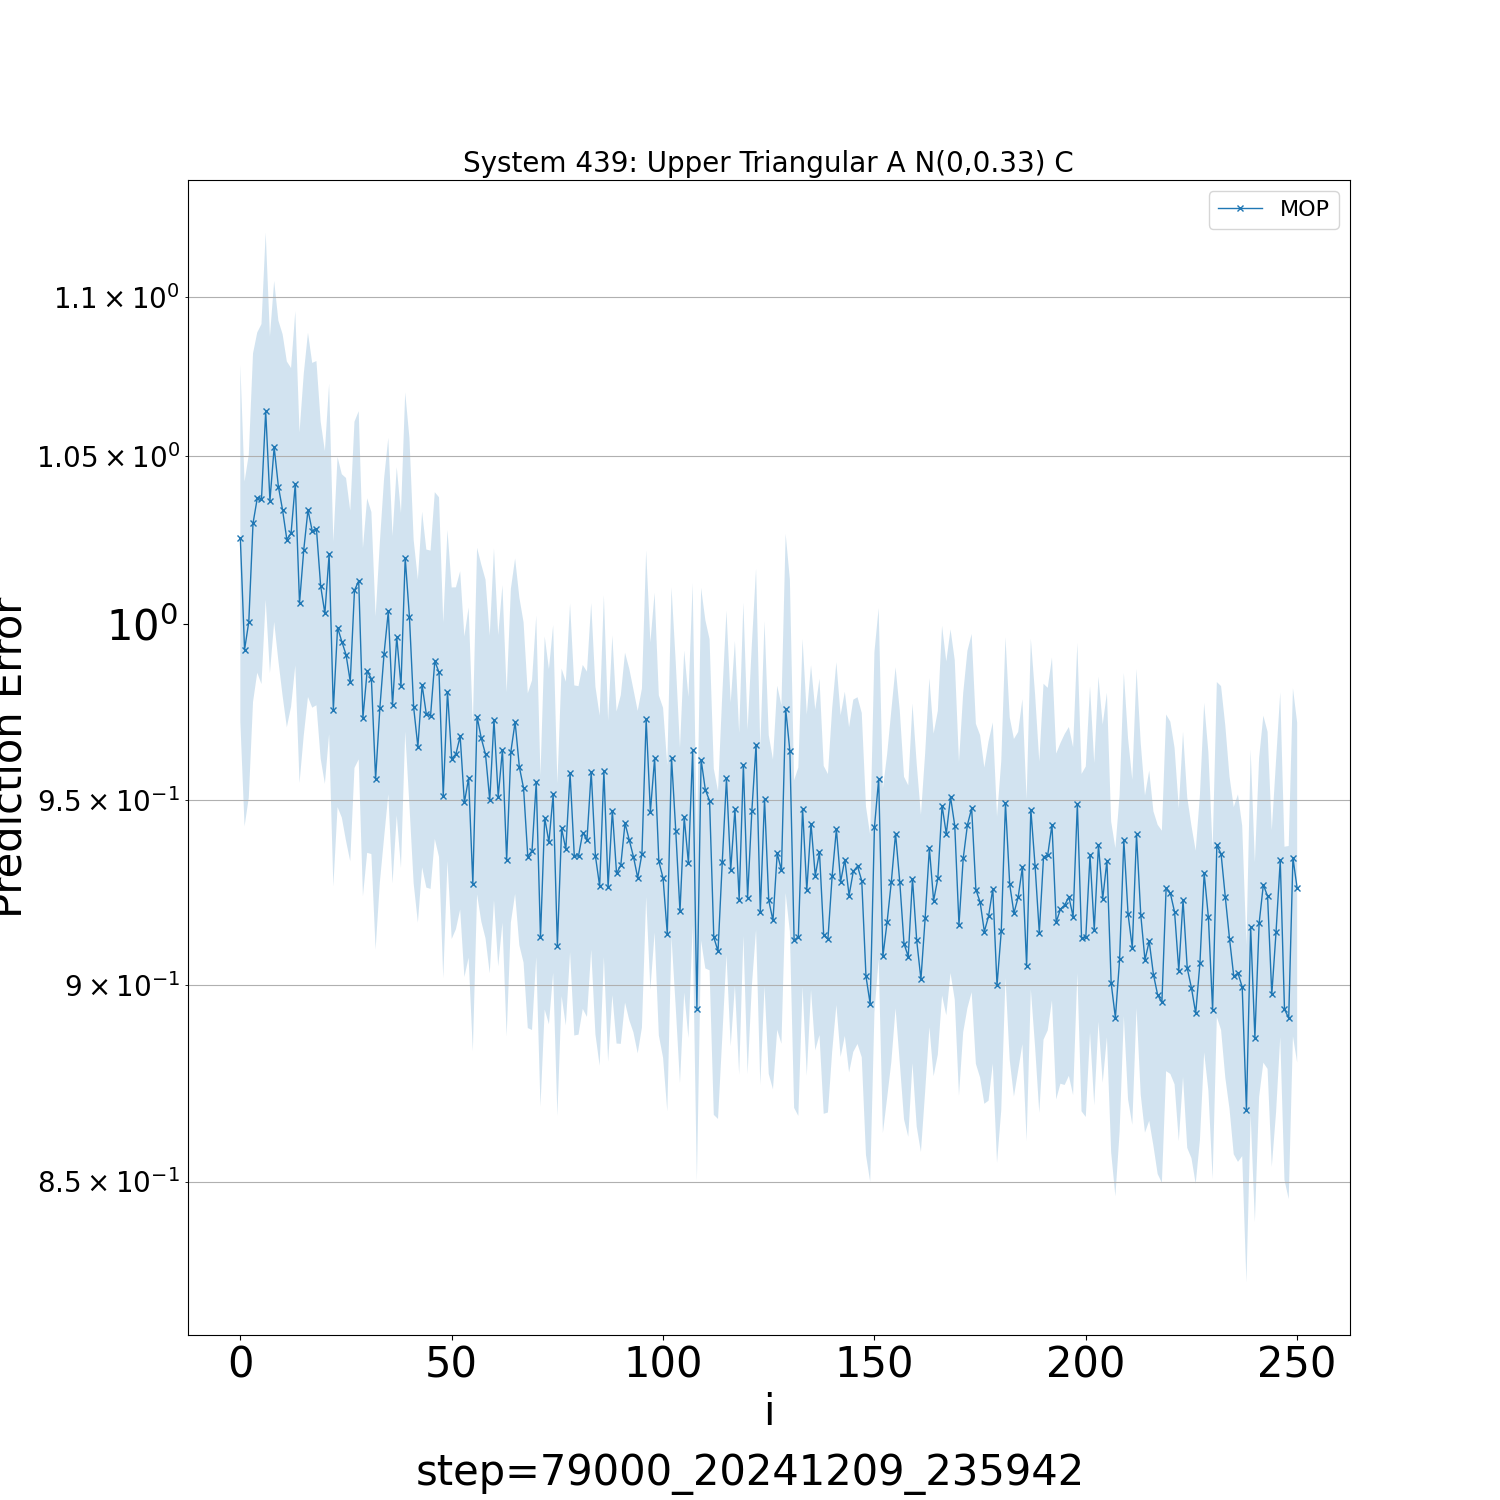 System 439: Upper Triangular A N(0,0.33) C
MOP
1.1 × 10⁰
1.05 × 10⁰
10⁰
9.5 × 10⁻¹
9 × 10⁻¹
8.5 × 10⁻¹
Prediction Error
0 50 100 150 200 250
i
step=79000_20241209_235942